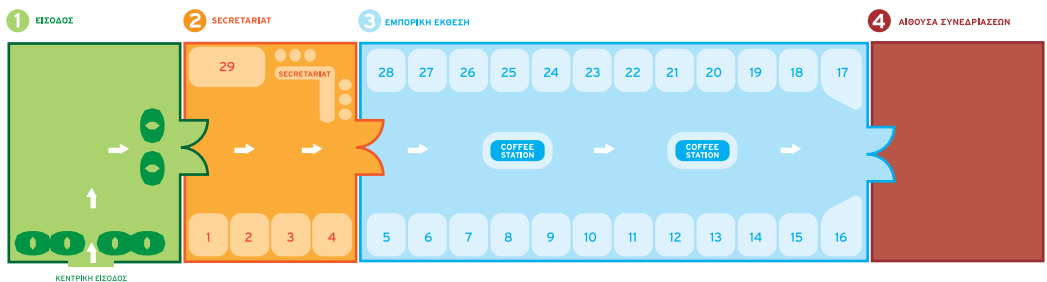 1 ΕΙΣΟΔΟΣ
2 SECRETARIAT
3 ΕΜΠΟΡΙΚΗ ΕΚΘΕΣΗ
4 ΑΙΘΟΥΣΑ ΣΥΝΕΔΡΙΑΣΕΩΝ
29
SECRETARIAT
28 27 26 25 24 23 22 21 20 19 18 17
COFFEE
STATION
COFFEE
STATION
1 2 3 4
5 6 7 8 9 10 11 12 13 14 15 16
ΚΕΝΤΡΙΚΗ ΕΙΣΟΔΟΣ